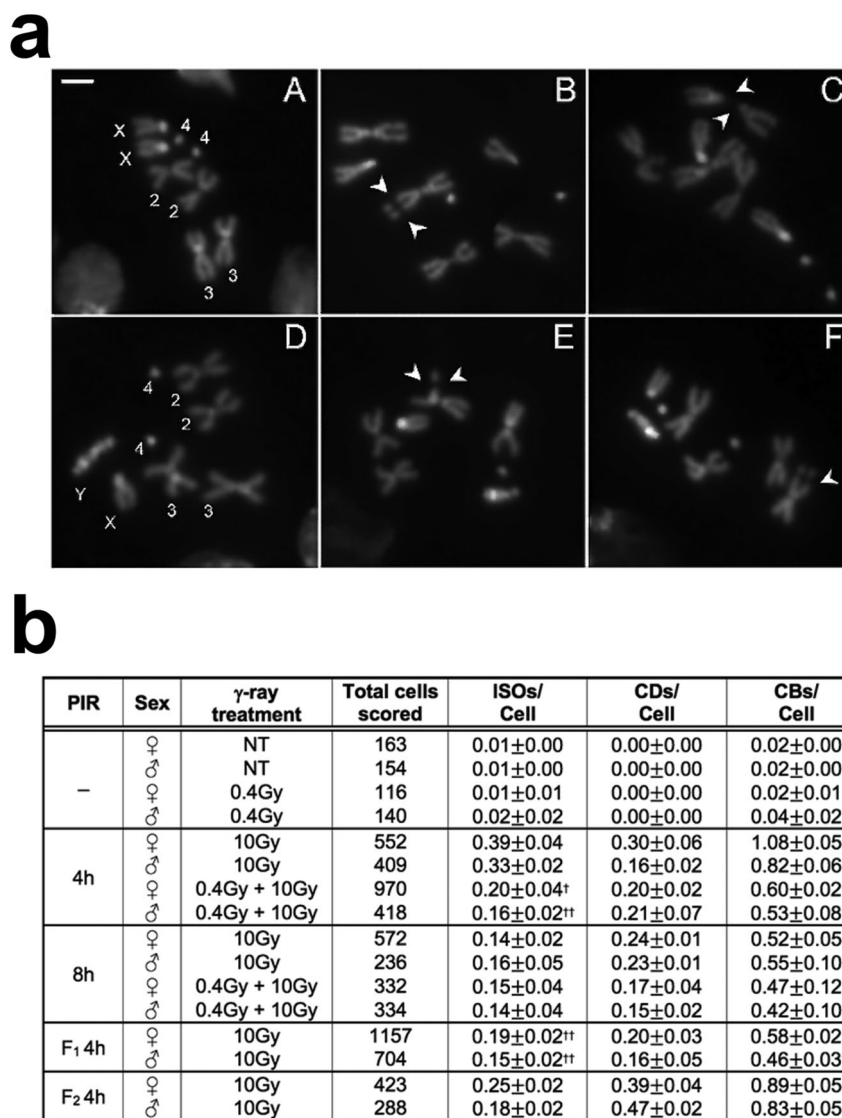 a
A
B
C
X
X
4
4
2
2
3
3
D
E
F
4
2
2
4
Y
X
3
3
b
PIR Sex γ-ray treatment Total cells scored ISOs/ Cell CDs/ Cell CBs/ Cell
– ♀ NT 163 0.01±0.00 0.00±0.00 0.02±0.00
♂ NT 154 0.01±0.00 0.00±0.00 0.02±0.00
♀ 0.4Gy 116 0.01±0.01 0.00±0.00 0.02±0.01
♂ 0.4Gy 140 0.02±0.02 0.00±0.00 0.04±0.02
4h ♀ 10Gy 552 0.39±0.04 0.30±0.06 1.08±0.05
♂ 10Gy 409 0.33±0.02 0.16±0.02 0.82±0.06
♀ 0.4Gy + 10Gy 970 0.20±0.04† 0.20±0.02 0.60±0.02
♂ 0.4Gy + 10Gy 418 0.16±0.02†† 0.21±0.07 0.53±0.08
8h ♀ 10Gy 572 0.14±0.02 0.24±0.01 0.52±0.05
♂ 10Gy 236 0.16±0.05 0.23±0.01 0.55±0.10
♀ 0.4Gy + 10Gy 332 0.15±0.04 0.17±0.04 0.47±0.12
♂ 0.4Gy + 10Gy 334 0.14±0.04 0.15±0.02 0.42±0.10
F₁ 4h ♀ 10Gy 1157 0.19±0.02†† 0.20±0.03 0.58±0.02
♂ 10Gy 704 0.15±0.02†† 0.16±0.05 0.46±0.03
F₂ 4h ♀ 10Gy 423 0.25±0.02 0.39±0.04 0.89±0.05
♂ 10Gy 288 0.18±0.02 0.47±0.02 0.83±0.05